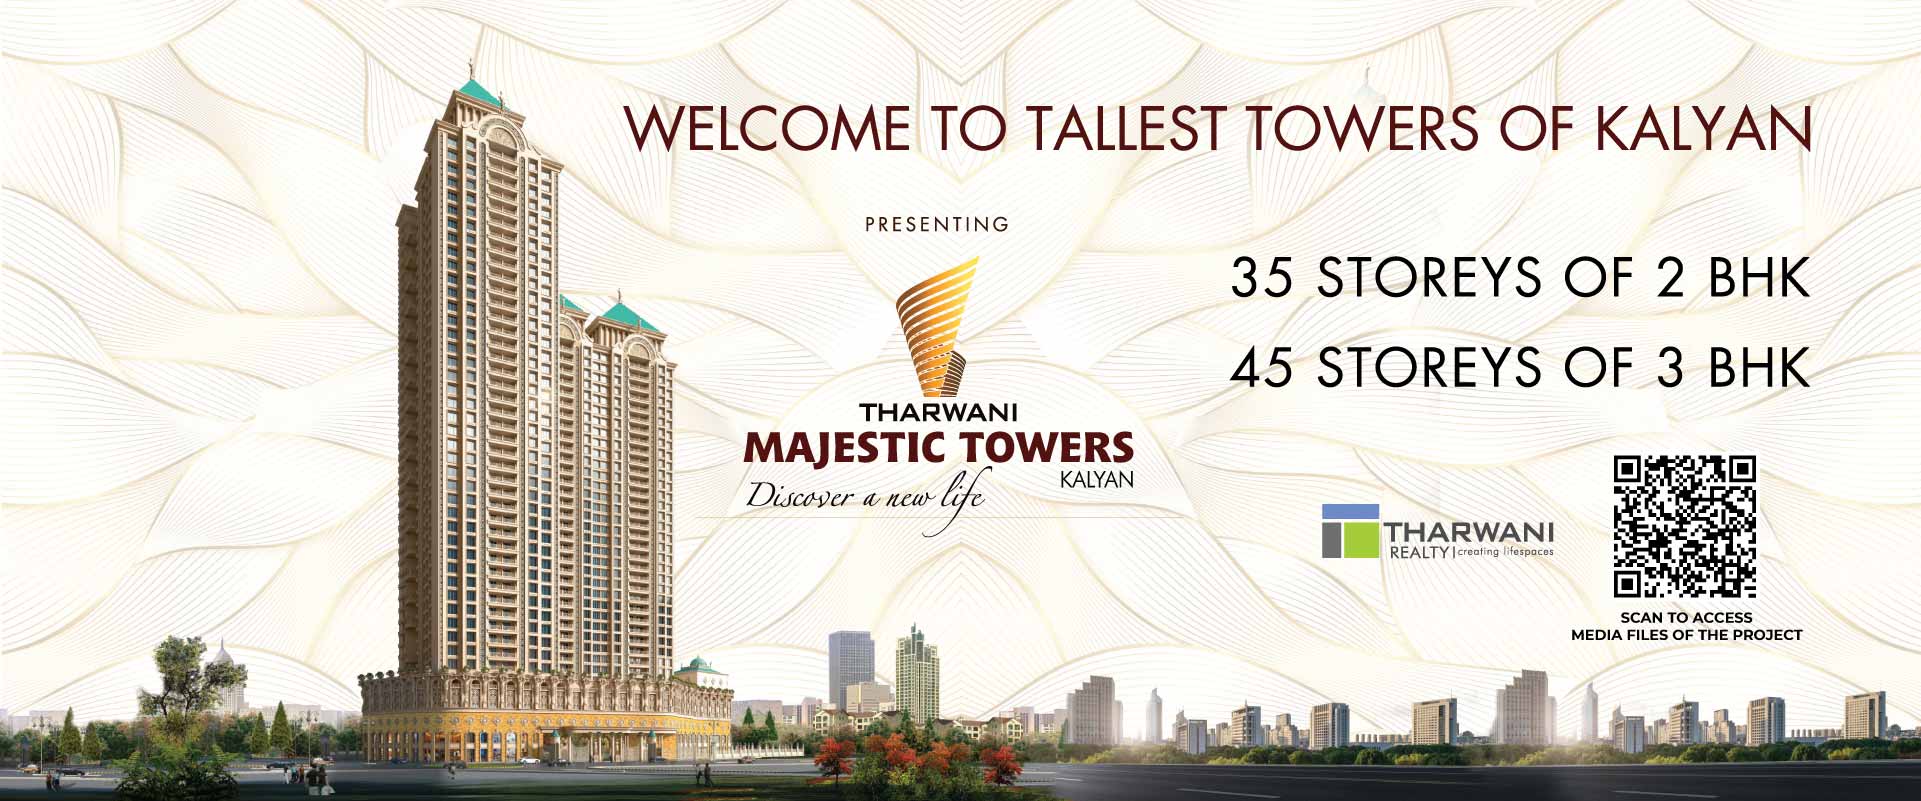 WELCOME TO TALLEST TOWERS OF KALYAN
PRESENTING
THARWANI
MAJESTIC TOWERS
KALYAN
Discover a new life
35 STOREYS OF 2 BHK
45 STOREYS OF 3 BHK
THARWANI
REALTY | creating lifespaces
SCAN TO ACCESS
MEDIA FILES OF THE PROJECT